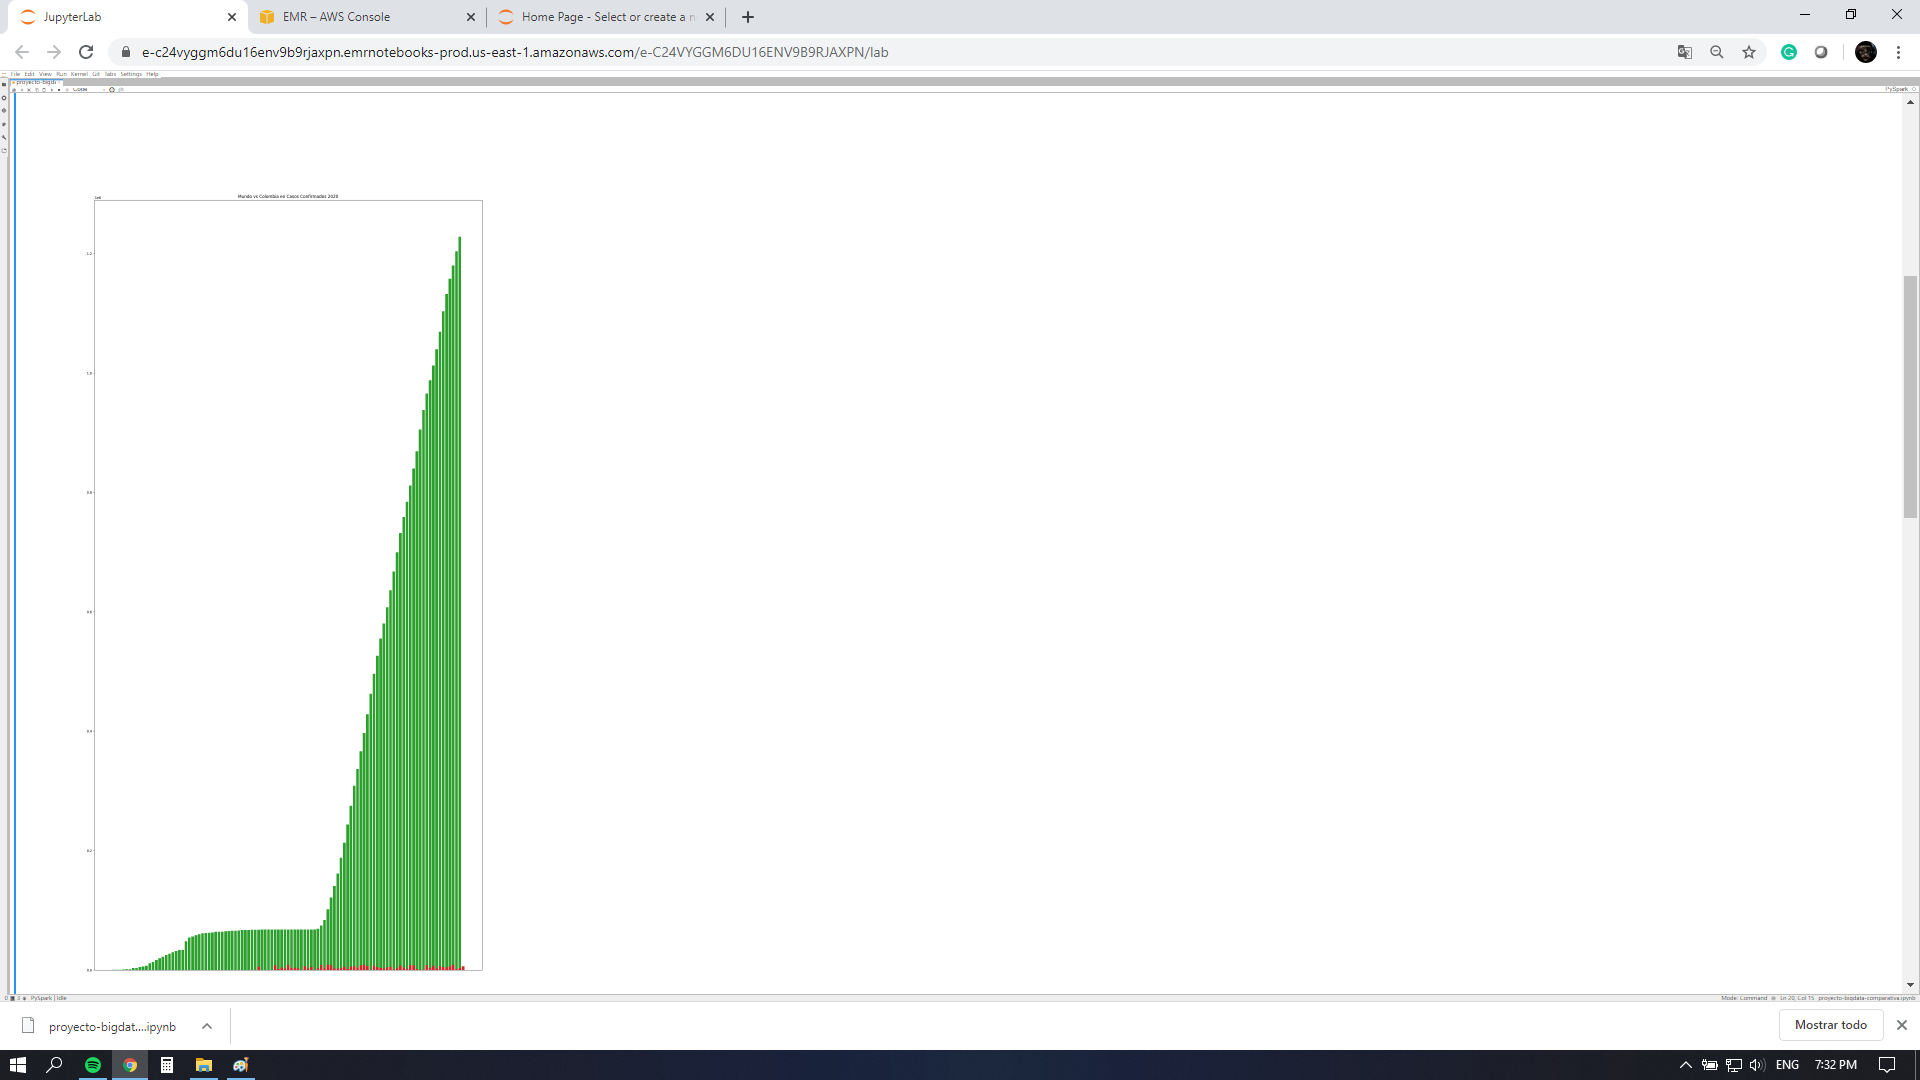 JupyterLab
EMR – AWS Console
Home Page - Select or create a n
e-c24vyggm6du16env9b9rjaxpn.emrnotebooks-prod.us-east-1.amazonaws.com/e-C24VYGGM6DU16ENV9B9RJAXPN/lab
File Edit View Run Kernel Git Tabs Settings Help
proyecto-bigda
Code
PySpark
Mundo vs Colombia en Casos Confirmados 2020
1e6
1.2
1.0
0.8
0.6
0.4
0.2
0.0
PySpark | Idle
Mode: Command
Ln 20, Col 15
proyecto-bigdata-comparativa.ipynb
proyecto-bigdat....ipynb
Mostrar todo
ENG
7:32 PM